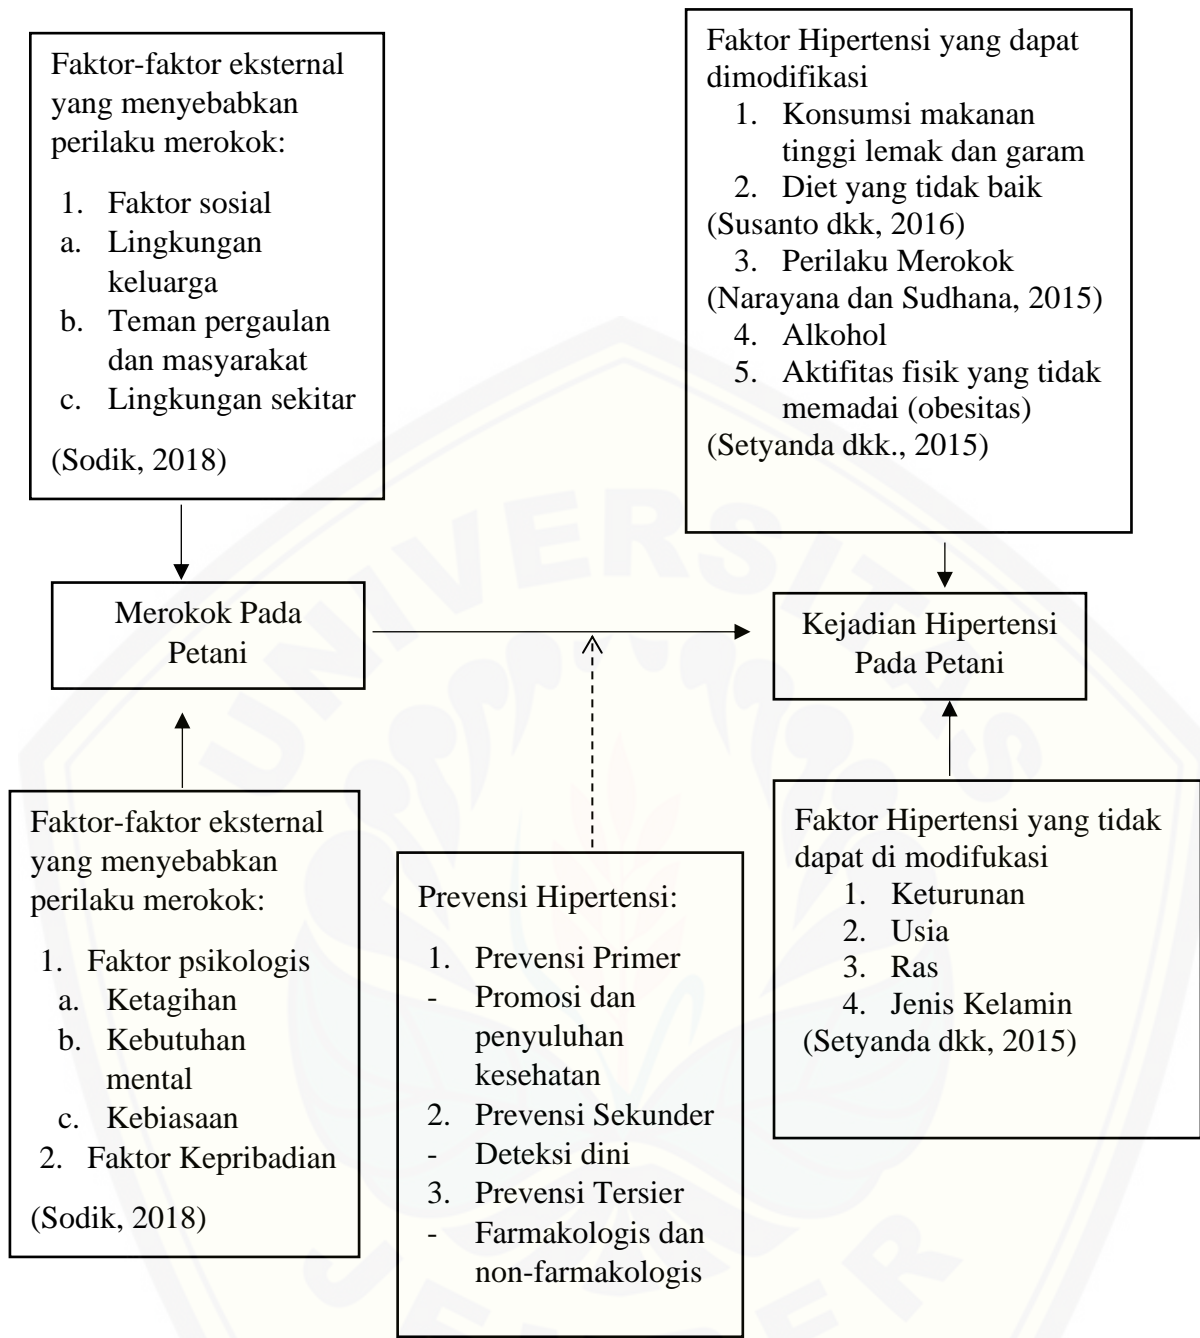 Faktor-faktor eksternal
yang menyebabkan
perilaku merokok:
1. Faktor sosial
a. Lingkungan
keluarga
b. Teman pergaulan
dan masyarakat
c. Lingkungan sekitar
(Sodik, 2018)
Faktor Hipertensi yang dapat
dimodifikasi
1. Konsumsi makanan
tinggi lemak dan garam
2. Diet yang tidak baik
(Susanto dkk, 2016)
3. Perilaku Merokok
(Narayana dan Sudhana, 2015)
4. Alkohol
5. Aktifitas fisik yang tidak
memadai (obesitas)
(Setyanda dkk., 2015)
Merokok Pada
Petani
Kejadian Hipertensi
Pada Petani
Faktor-faktor eksternal
yang menyebabkan
perilaku merokok:
1. Faktor psikologis
a. Ketagihan
b. Kebutuhan
mental
c. Kebiasaan
2. Faktor Kepribadian
(Sodik, 2018)
Prevensi Hipertensi:
1. Prevensi Primer
- Promosi dan
penyuluhan
kesehatan
2. Prevensi Sekunder
- Deteksi dini
3. Prevensi Tersier
- Farmakologis dan
non-farmakologis
Faktor Hipertensi yang tidak
dapat di modifukasi
1. Keturunan
2. Usia
3. Ras
4. Jenis Kelamin
(Setyanda dkk, 2015)
UNIVERSITAS